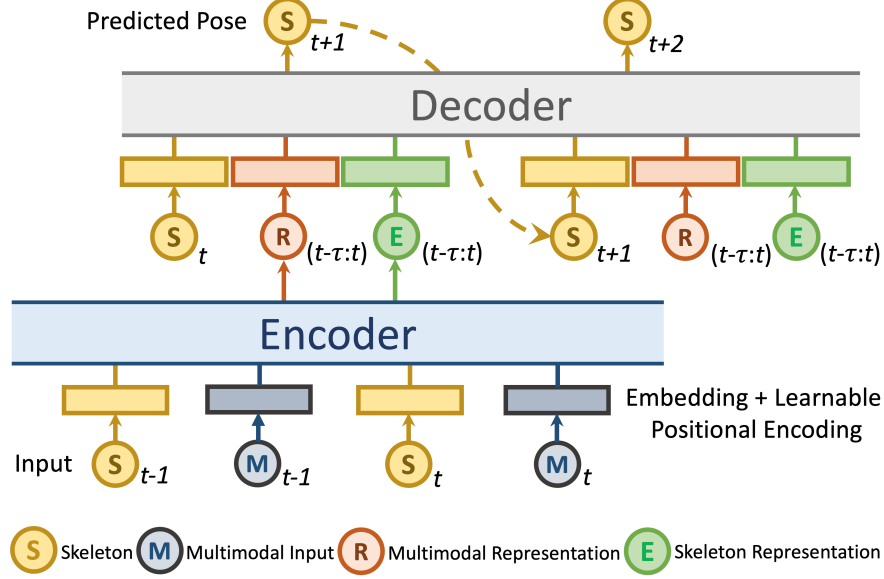 Predicted Pose S t+1 S t+2
Decoder
S t R (t-τ:t) E (t-τ:t) S t+1 R (t-τ:t) E (t-τ:t)
Encoder
Embedding + Learnable
Positional Encoding
Input S t-1 M t-1 S t M t
S Skeleton M Multimodal Input R Multimodal Representation E Skeleton Representation